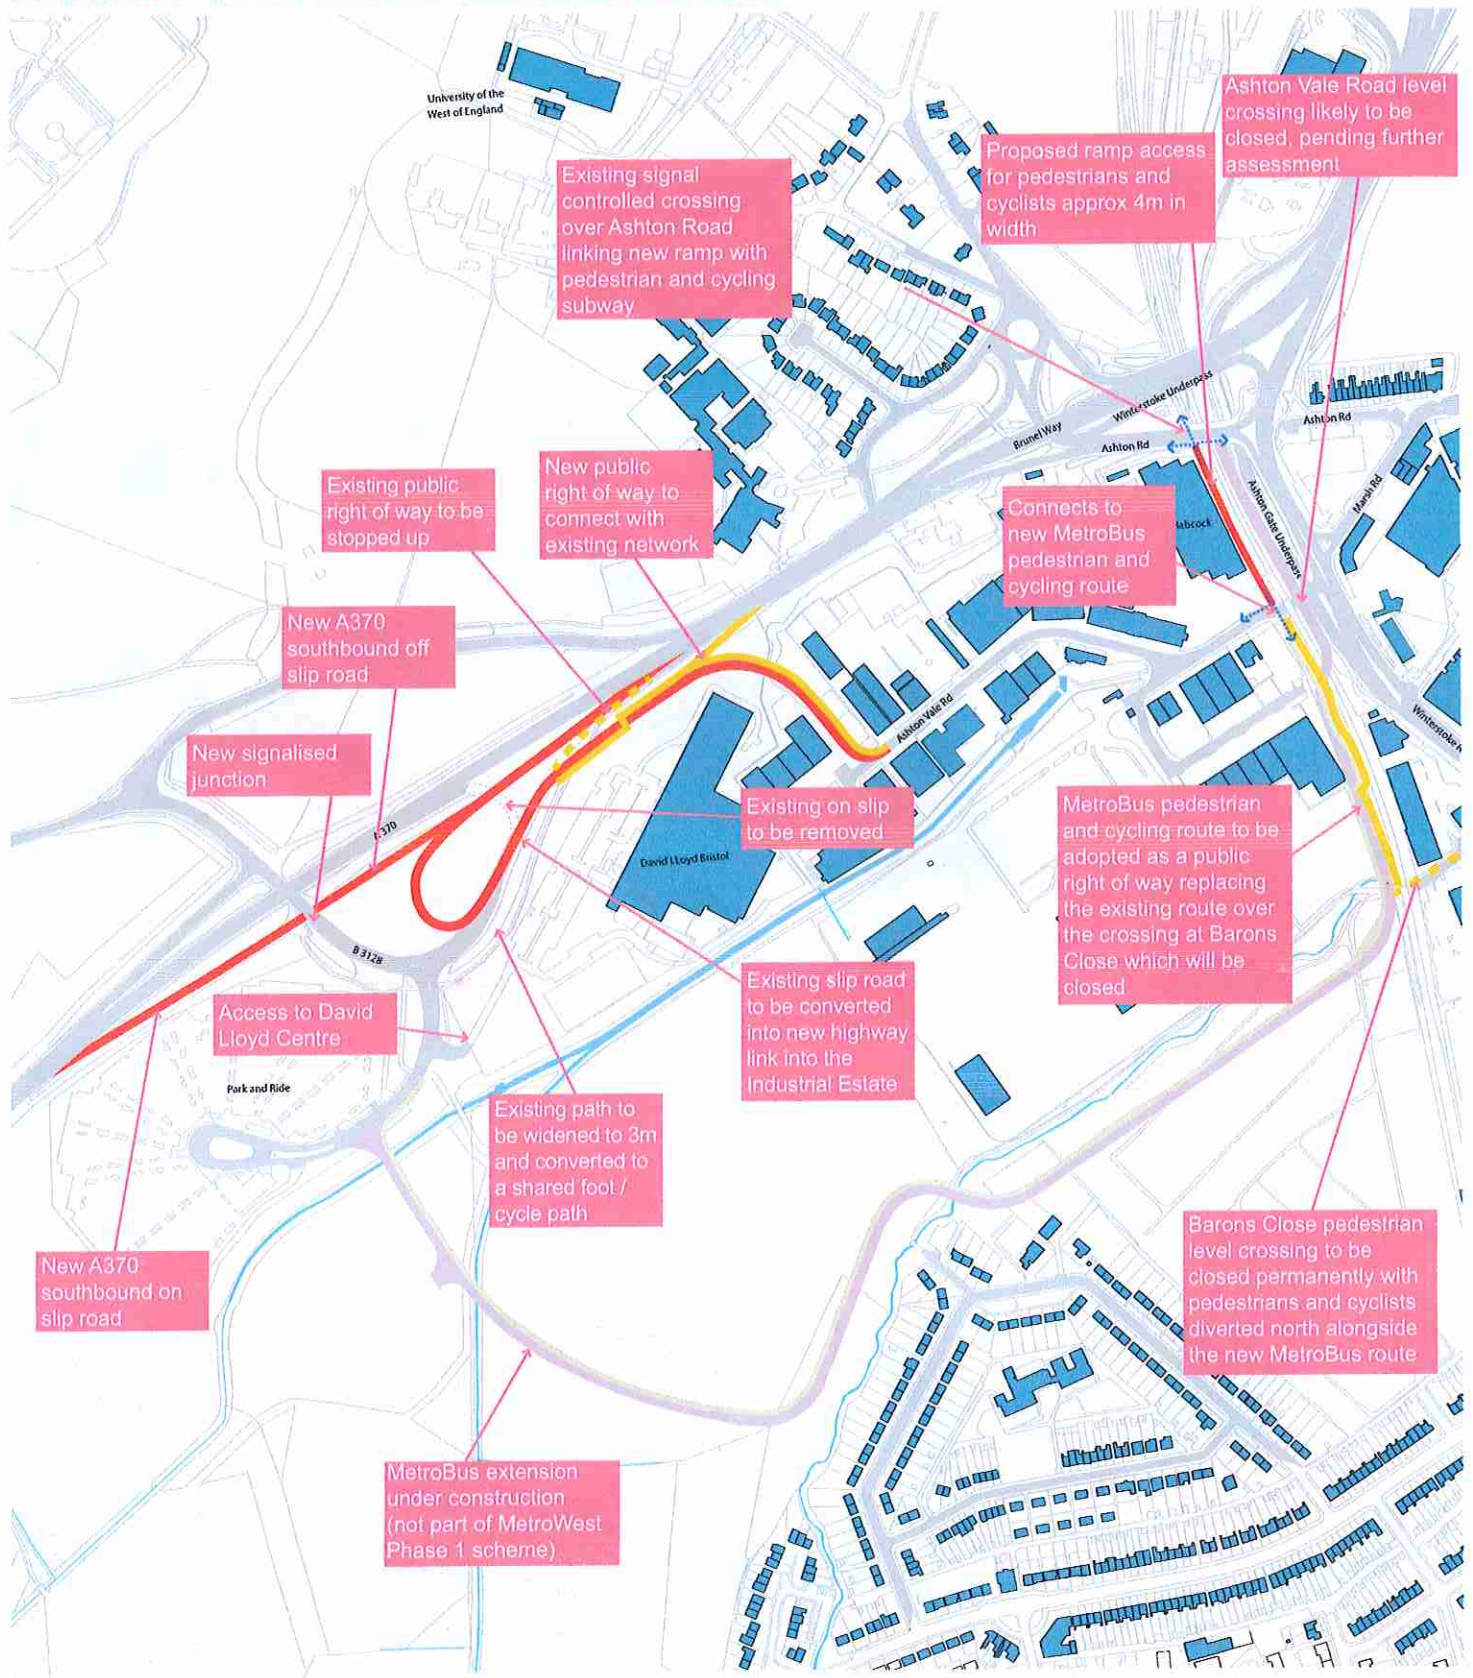 University of the
West of England
Ashton Vale Road level
crossing likely to be
closed, pending further
assessment
Proposed ramp access
for pedestrians and
cyclists approx 4m in
width
Existing signal
controlled crossing
over Ashton Road
linking new ramp with
pedestrian and cycling
subway
Winterstoke Underpass
Brunel Way
Ashton Rd
Ashton Rd
Marsh Rd
Ashton Gate Underpass
Babcock
New public
right of way to
connect with
existing network
Existing public
right of way to be
stopped up
Connects to
new MetroBus
pedestrian and
cycling route
New A370
southbound off
slip road
Ashton Vale Rd
New signalised
junction
Existing on slip
to be removed
MetroBus pedestrian
and cycling route to be
adopted as a public
right of way replacing
the existing route over
the crossing at Barons
Close which will be
closed
A 370
David Lloyd Bristol
B 3128
Existing slip road
to be converted
into new highway
link into the
Industrial Estate
Access to David
Lloyd Centre
Park and Ride
Existing path to
be widened to 3m
and converted to
a shared foot /
cycle path
New A370
southbound on
slip road
Barons Close pedestrian
level crossing to be
closed permanently with
pedestrians and cyclists
diverted north alongside
the new MetroBus route
MetroBus extension
under construction
(not part of MetroWest
Phase 1 scheme)